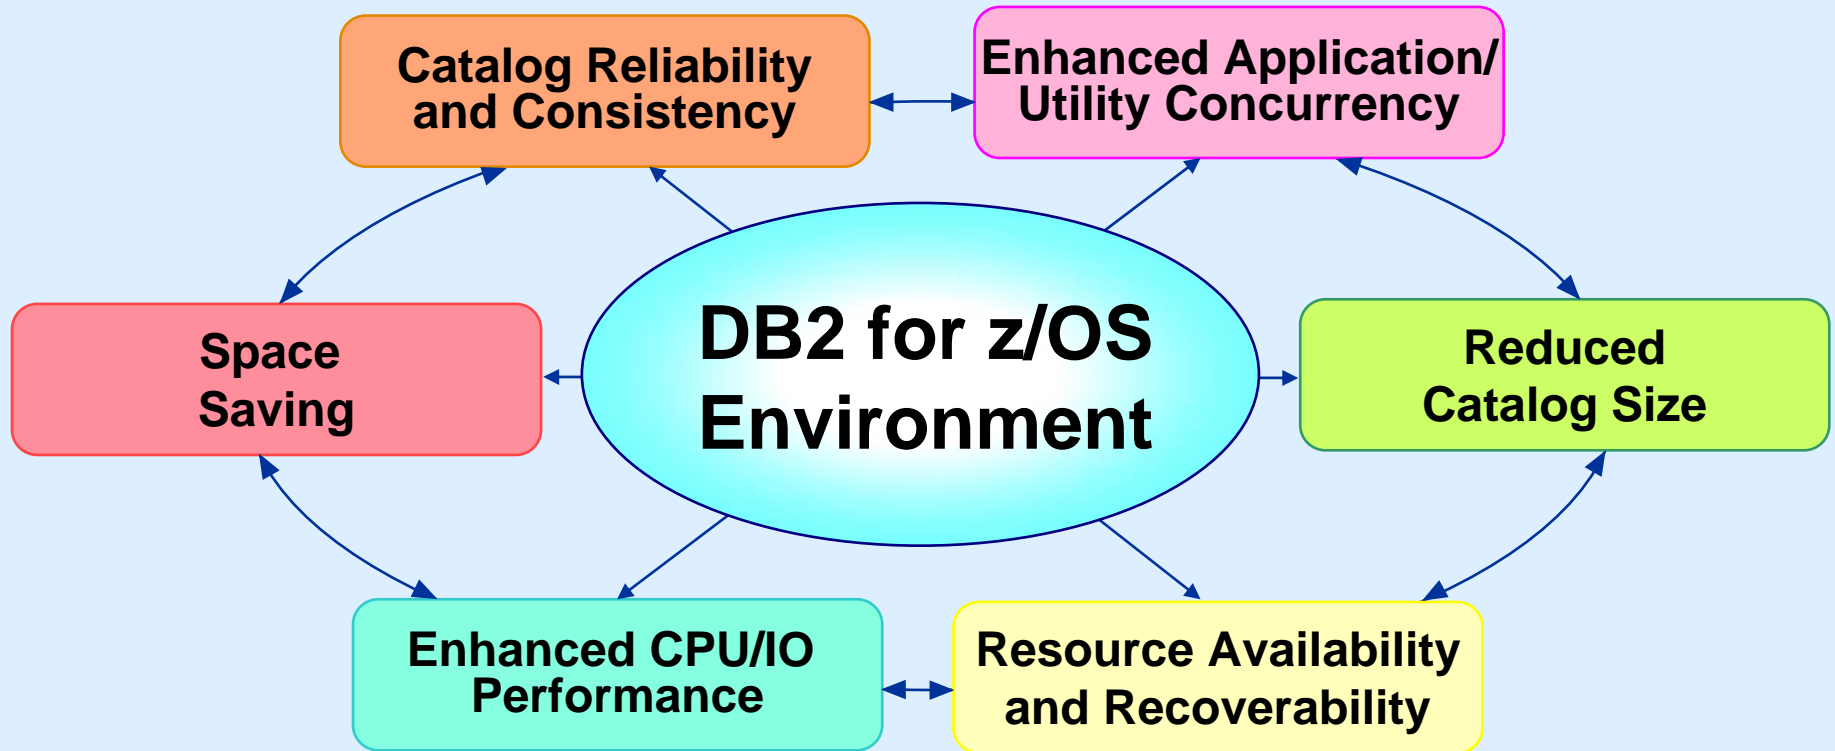 Catalog Reliability
and Consistency
Enhanced Application/
Utility Concurrency
Space
Saving
DB2 for z/OS
Environment
Reduced
Catalog Size
Enhanced CPU/IO
Performance
Resource Availability
and Recoverability